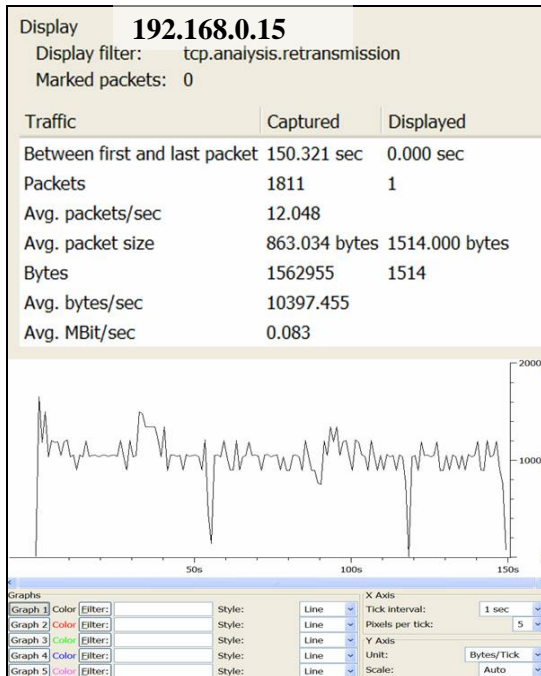 Display
192.168.0.15
Display filter: tcp.analysis.retransmission
Marked packets: 0
Traffic Captured Displayed
Between first and last packet 150.321 sec 0.000 sec
Packets 1811 1
Avg. packets/sec 12.048
Avg. packet size 863.034 bytes 1514.000 bytes
Bytes 1562955 1514
Avg. bytes/sec 10397.455
Avg. MBit/sec 0.083
2000
1000
50s 100s 150s
Graphs
Graph 1 Color Filter: Style: Line
Graph 2 Color Filter: Style: Line
Graph 3 Color Filter: Style: Line
Graph 4 Color Filter: Style: Line
Graph 5 Color Filter: Style: Line
X Axis
Tick interval: 1 sec
Pixels per tick: 5
Y Axis
Unit: Bytes/Tick
Scale: Auto